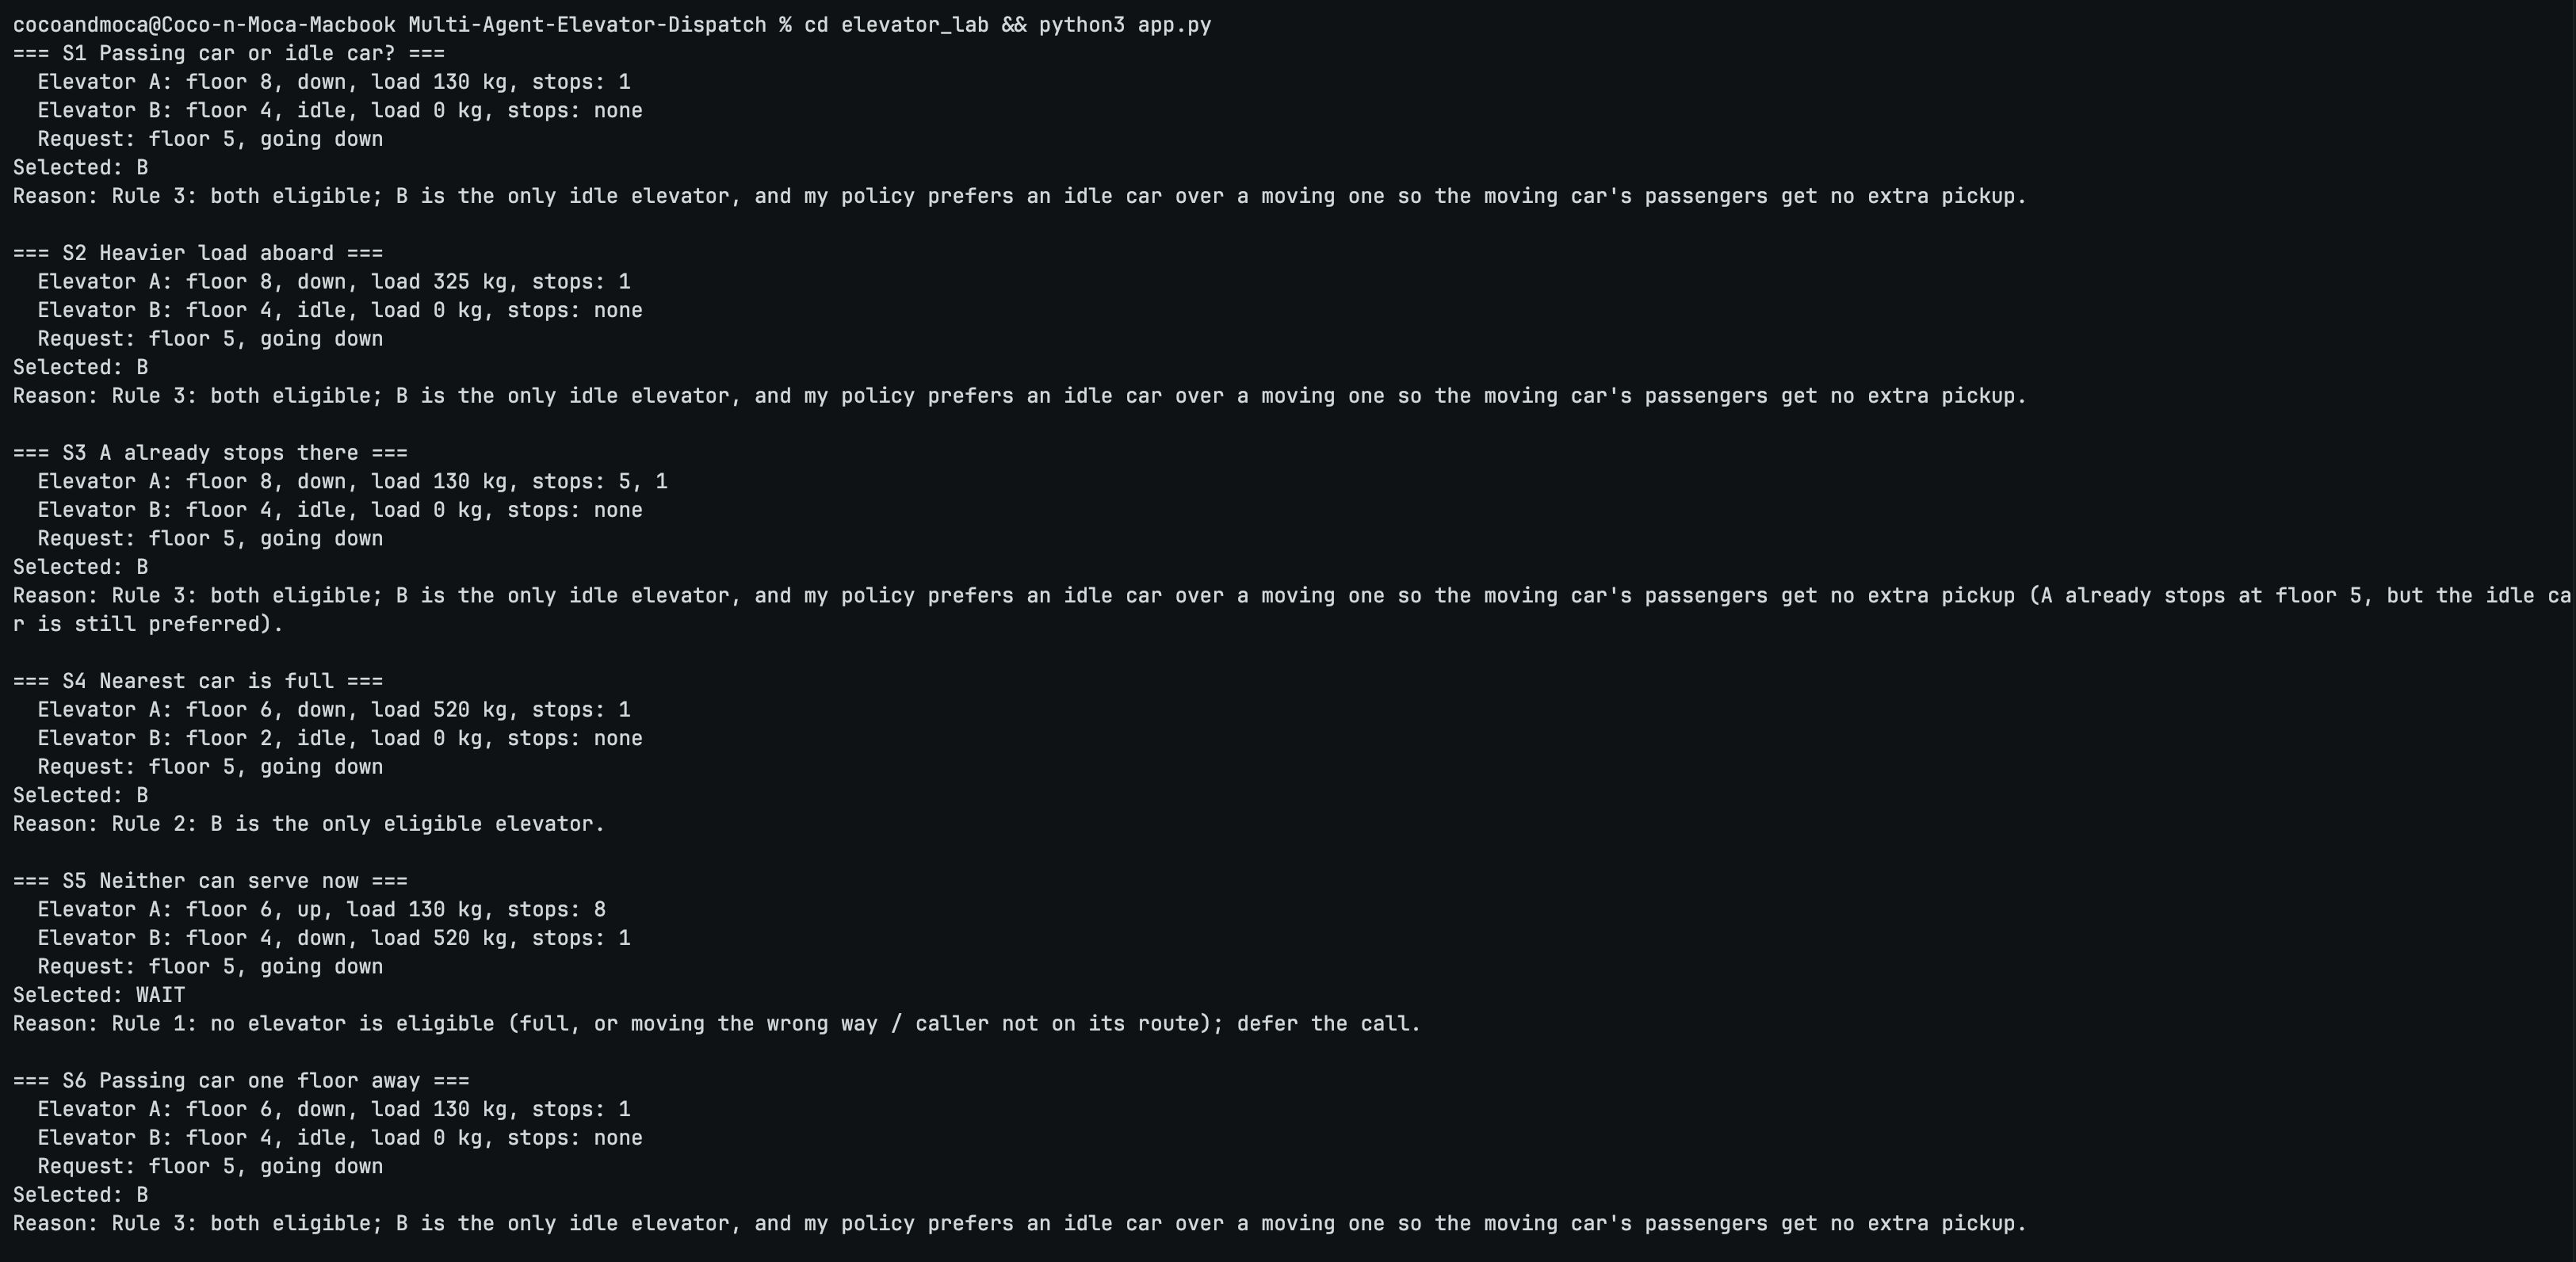 cocoandmoca@Coco-n-Moca-Macbook Multi-Agent-Elevator-Dispatch % cd elevator_lab && python3 app.py
=== S1 Passing car or idle car? ===
  Elevator A: floor 8, down, load 130 kg, stops: 1
  Elevator B: floor 4, idle, load 0 kg, stops: none
  Request: floor 5, going down
Selected: B
Reason: Rule 3: both eligible; B is the only idle elevator, and my policy prefers an idle car over a moving one so the moving car's passengers get no extra pickup.

=== S2 Heavier load aboard ===
  Elevator A: floor 8, down, load 325 kg, stops: 1
  Elevator B: floor 4, idle, load 0 kg, stops: none
  Request: floor 5, going down
Selected: B
Reason: Rule 3: both eligible; B is the only idle elevator, and my policy prefers an idle car over a moving one so the moving car's passengers get no extra pickup.

=== S3 A already stops there ===
  Elevator A: floor 8, down, load 130 kg, stops: 5, 1
  Elevator B: floor 4, idle, load 0 kg, stops: none
  Request: floor 5, going down
Selected: B
Reason: Rule 3: both eligible; B is the only idle elevator, and my policy prefers an idle car over a moving one so the moving car's passengers get no extra pickup (A already stops at floor 5, but the idle ca
r is still preferred).

=== S4 Nearest car is full ===
  Elevator A: floor 6, down, load 520 kg, stops: 1
  Elevator B: floor 2, idle, load 0 kg, stops: none
  Request: floor 5, going down
Selected: B
Reason: Rule 2: B is the only eligible elevator.

=== S5 Neither can serve now ===
  Elevator A: floor 6, up, load 130 kg, stops: 8
  Elevator B: floor 4, down, load 520 kg, stops: 1
  Request: floor 5, going down
Selected: WAIT
Reason: Rule 1: no elevator is eligible (full, or moving the wrong way / caller not on its route); defer the call.

=== S6 Passing car one floor away ===
  Elevator A: floor 6, down, load 130 kg, stops: 1
  Elevator B: floor 4, idle, load 0 kg, stops: none
  Request: floor 5, going down
Selected: B
Reason: Rule 3: both eligible; B is the only idle elevator, and my policy prefers an idle car over a moving one so the moving car's passengers get no extra pickup.